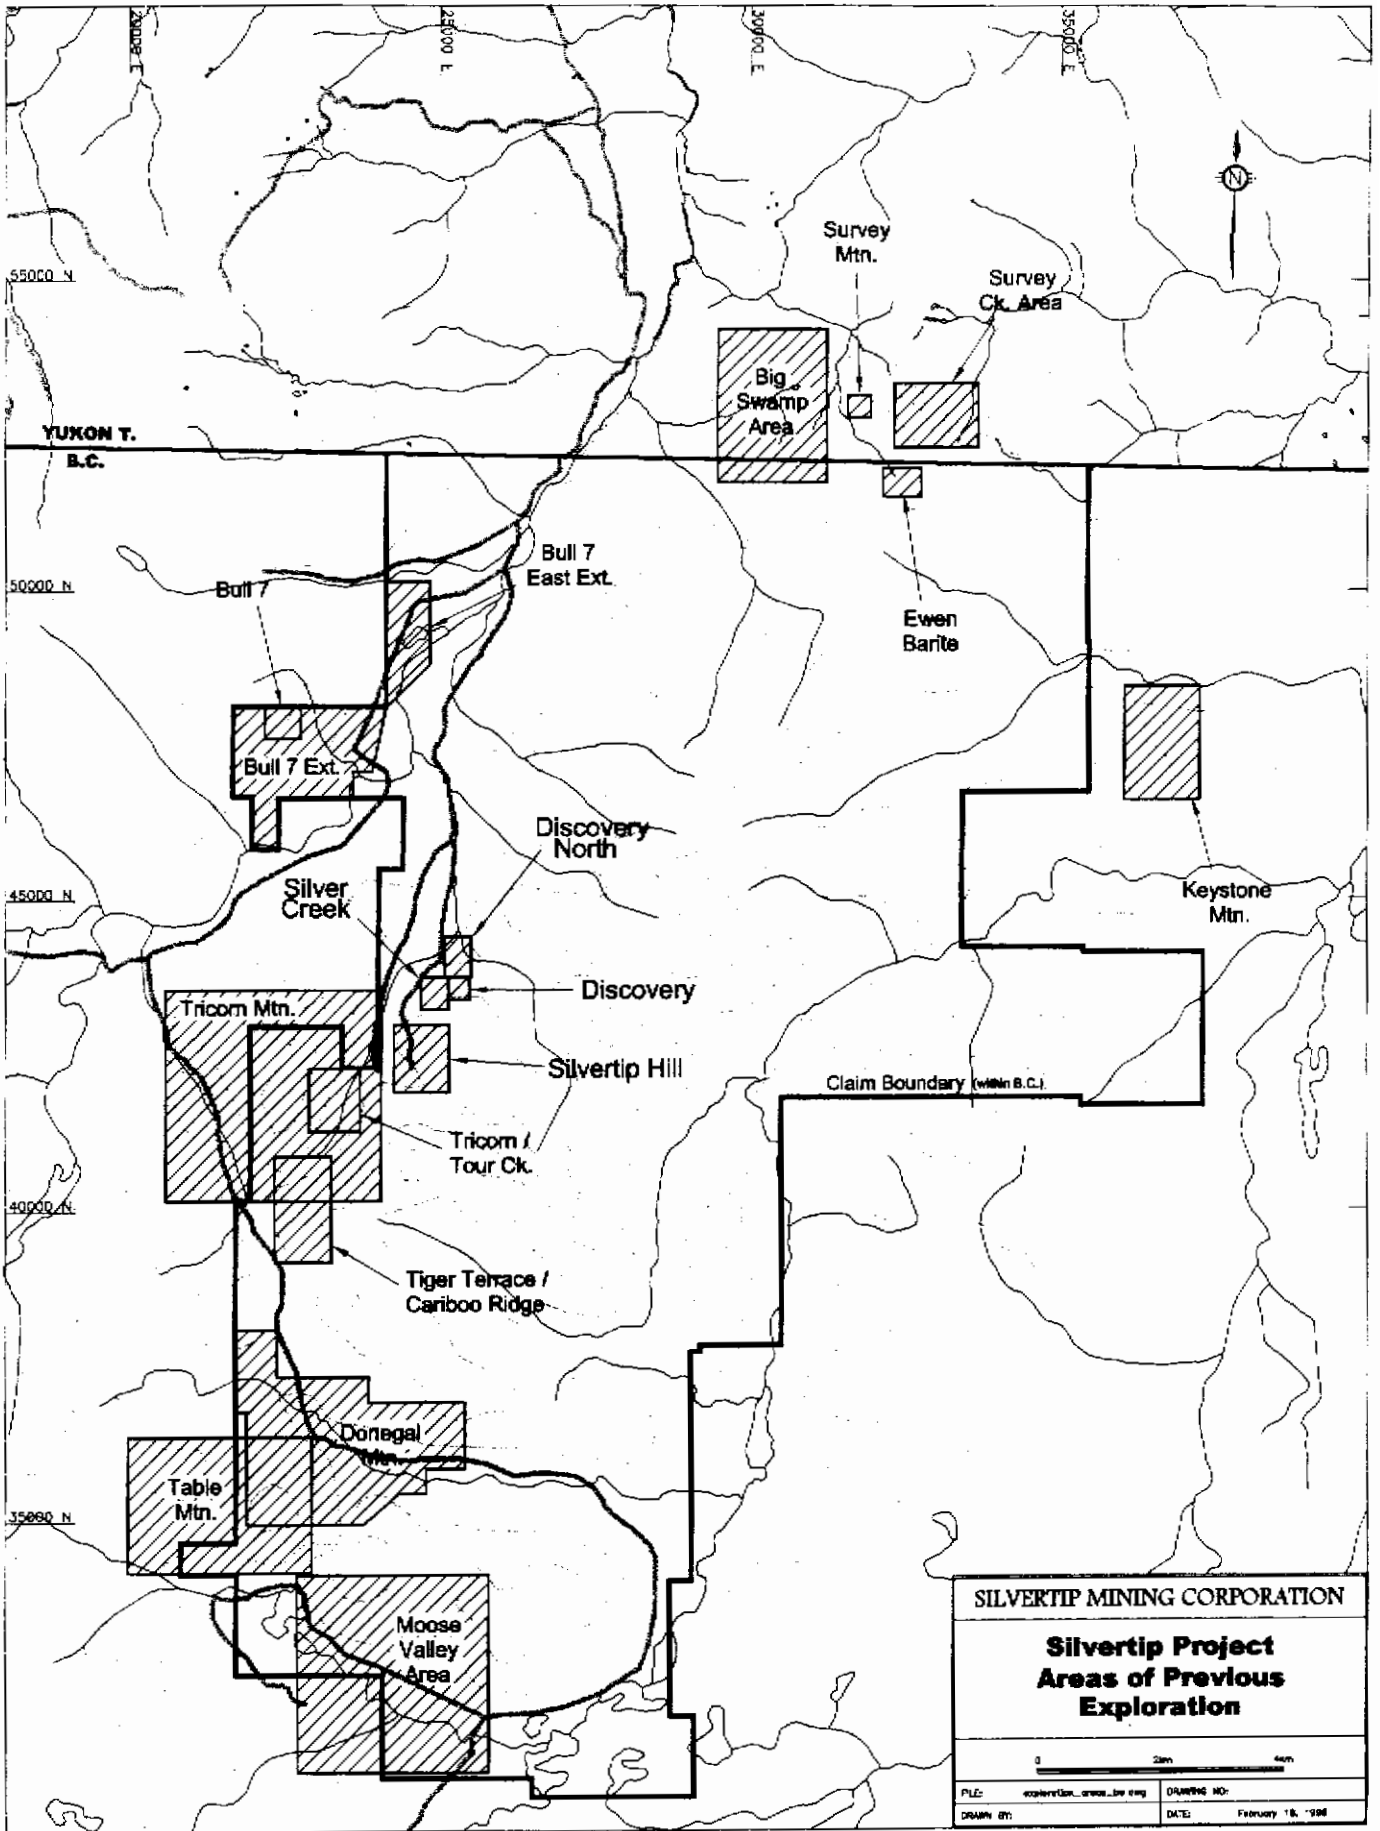 20000 E
25000 E
30000 E
35000 E
N
Survey
Mtn.
55000 N
Survey
Ck. Area
Big
Swamp
Area
YUKON T.
B.C.
Bull 7
East Ext.
50000 N
Bull 7
Ewen
Barite
Bull 7 Ext.
Discovery
North
Silver
Creek
45000 N
Keystone
Mtn.
Discovery
Tricorn Mtn.
Silvertip Hill
Claim Boundary (within B.C.)
Tricorn /
Tour Ck.
40000 N
Tiger Terrace /
Cariboo Ridge
Donegal
Mtn.
Table
Mtn.
35000 N
Moose
Valley
Area
SILVERTIP MINING CORPORATION
Silvertip Project
Areas of Previous
Exploration
0 2km 4km
FILE: DRAWING NO:
DRAWN BY: DATE: February 18,